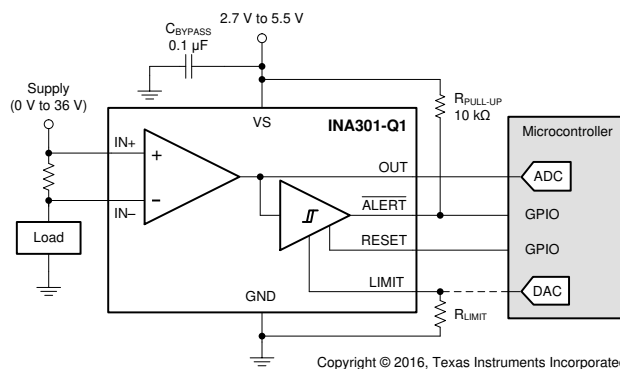 2.7 V to 5.5 V
CBYPASS
0.1 µF
Supply
(0 V to 36 V)
RPULL-UP
10 kΩ
VS
INA301-Q1
Microcontroller
IN+
+
OUT
ADC
IN–
–
ALERT
GPIO
Load
RESET
GPIO
LIMIT
DAC
GND
RLIMIT
Copyright © 2016, Texas Instruments Incorporated